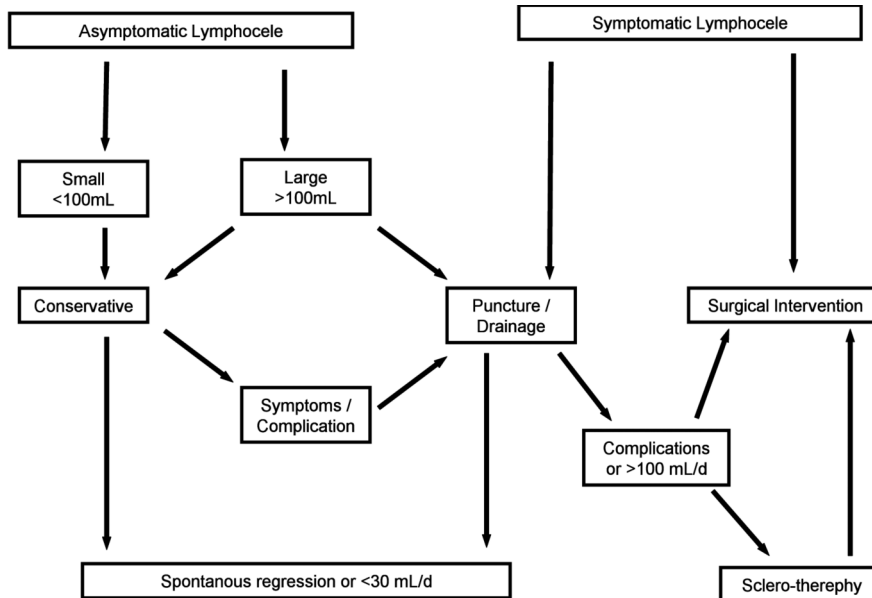 Asymptomatic Lymphocele
Symptomatic Lymphocele
Small
<100mL
Large
>100mL
Conservative
Puncture /
Drainage
Surgical Intervention
Symptoms /
Complication
Complications
or >100 mL/d
Spontanous regression or <30 mL/d
Sclero-therephy